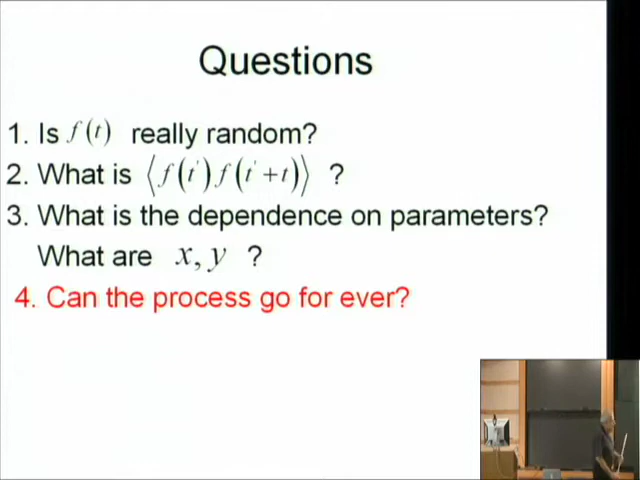 Questions
1. Is f(t) really random?
2. What is ⟨f(t')f(t'+t)⟩ ?
3. What is the dependence on parameters?
What are x, y ?
4. Can the process go for ever?